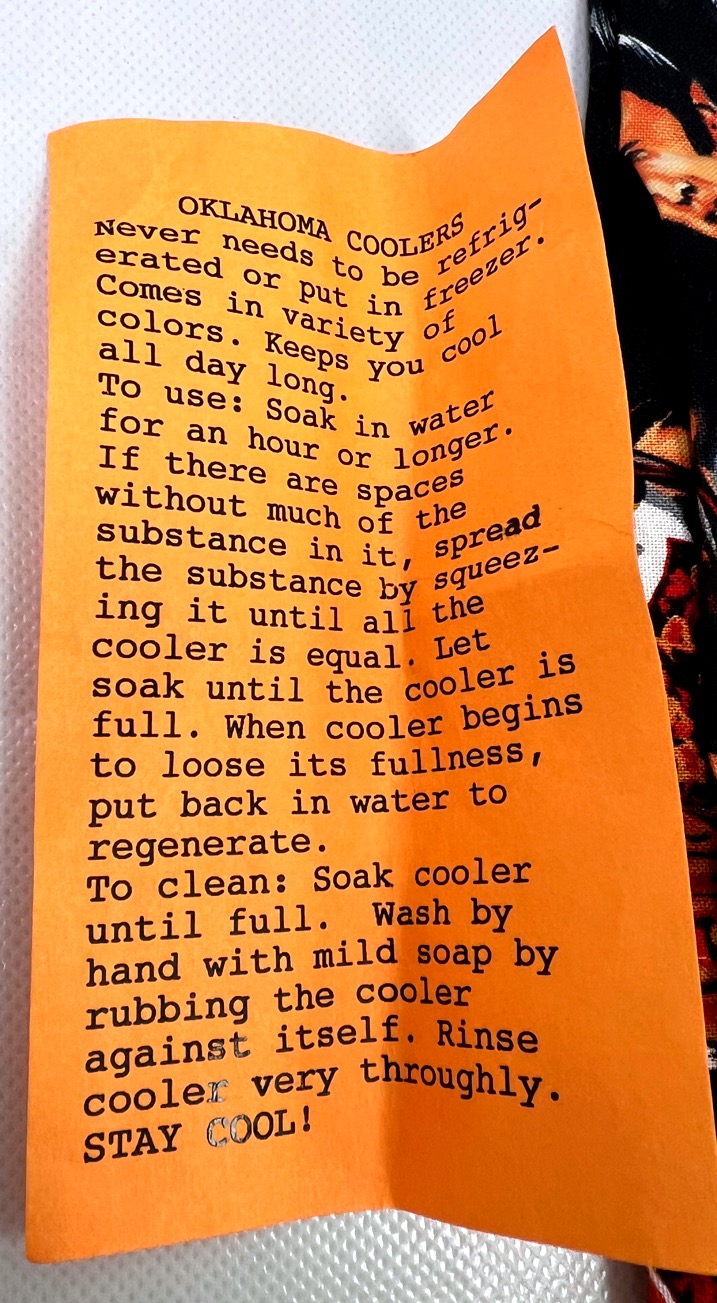 OKLAHOMA COOLERS
Never needs to be refrig-
erated or put in freezer.
Comes in variety of
colors. Keeps you cool
all day long.
To use: Soak in water
for an hour or longer.
If there are spaces
without much of the
substance in it, spread
the substance by squeez-
ing it until all the
cooler is equal. Let
soak until the cooler is
full. When cooler begins
to loose its fullness,
put back in water to
regenerate.
To clean: Soak cooler
until full. Wash by
hand with mild soap by
rubbing the cooler
against itself. Rinse
cooler very throughly.
STAY COOL!